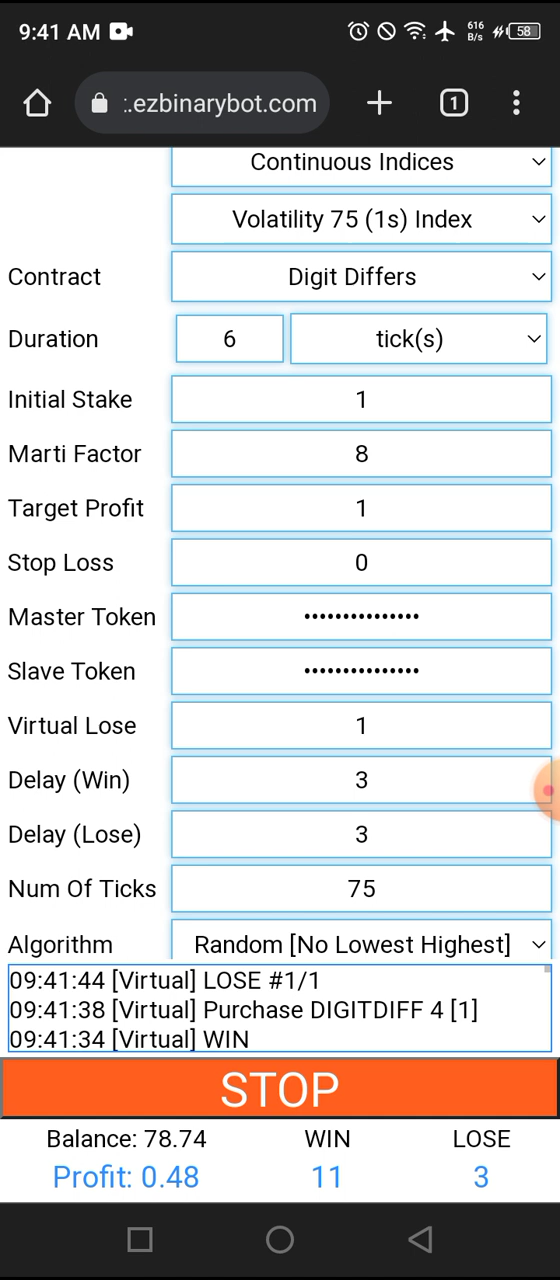 9:41 AM
616 B/s 58
:.ezbinarybot.com 1
Continuous Indices
Volatility 75 (1s) Index
Contract Digit Differs
Duration 6 tick(s)
Initial Stake 1
Marti Factor 8
Target Profit 1
Stop Loss 0
Master Token •••••••••••••••
Slave Token •••••••••••••••
Virtual Lose 1
Delay (Win) 3
Delay (Lose) 3
Num Of Ticks 75
Algorithm Random [No Lowest Highest]
09:41:44 [Virtual] LOSE #1/1
09:41:38 [Virtual] Purchase DIGITDIFF 4 [1]
09:41:34 [Virtual] WIN
STOP
Balance: 78.74 WIN LOSE
Profit: 0.48 11 3